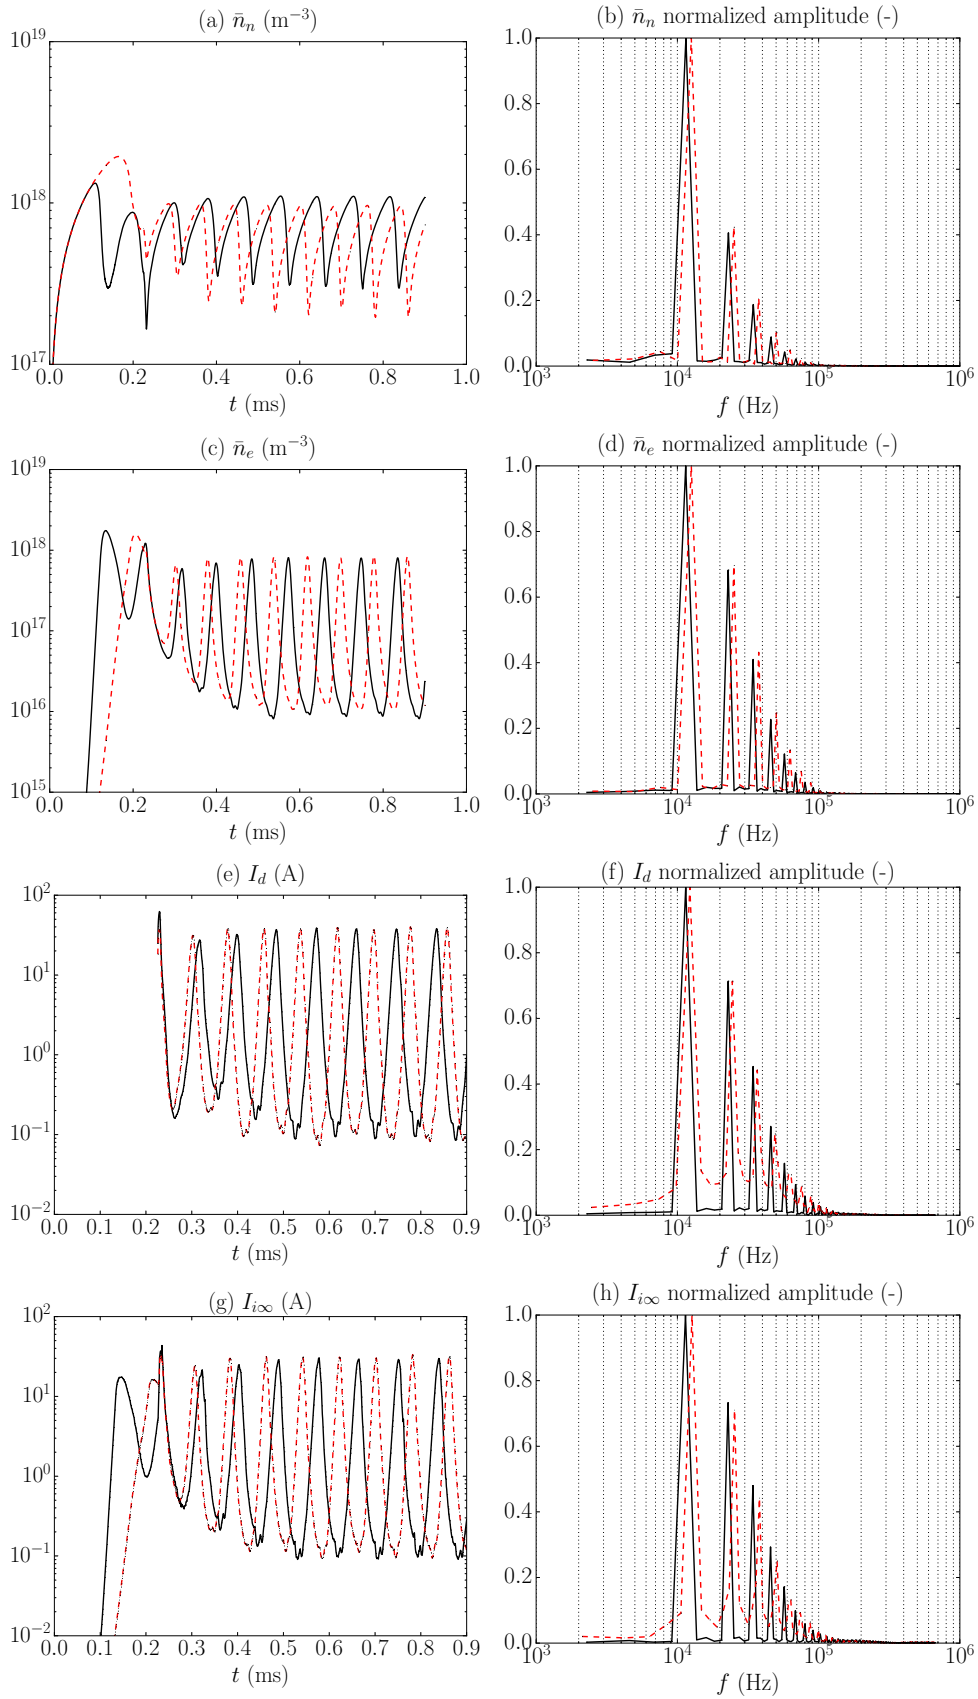 (a) n̄ₙ (m⁻³)
10¹⁹
10¹⁸
10¹⁷
0.0 0.2 0.4 0.6 0.8 1.0
t (ms)
(b) n̄ₙ normalized amplitude (-)
1.0
0.8
0.6
0.4
0.2
0.0
10³ 10⁴ 10⁵ 10⁶
f (Hz)
(c) n̄ₑ (m⁻³)
10¹⁹
10¹⁸
10¹⁷
10¹⁶
10¹⁵
0.0 0.2 0.4 0.6 0.8 1.0
t (ms)
(d) n̄ₑ normalized amplitude (-)
1.0
0.8
0.6
0.4
0.2
0.0
10³ 10⁴ 10⁵ 10⁶
f (Hz)
(e) I_d (A)
10²
10¹
10⁰
10⁻¹
10⁻²
0.0 0.1 0.2 0.3 0.4 0.5 0.6 0.7 0.8 0.9
t (ms)
(f) I_d normalized amplitude (-)
1.0
0.8
0.6
0.4
0.2
0.0
10³ 10⁴ 10⁵ 10⁶
f (Hz)
(g) I_i∞ (A)
10²
10¹
10⁰
10⁻¹
10⁻²
0.0 0.1 0.2 0.3 0.4 0.5 0.6 0.7 0.8 0.9
t (ms)
(h) I_i∞ normalized amplitude (-)
1.0
0.8
0.6
0.4
0.2
0.0
10³ 10⁴ 10⁵ 10⁶
f (Hz)